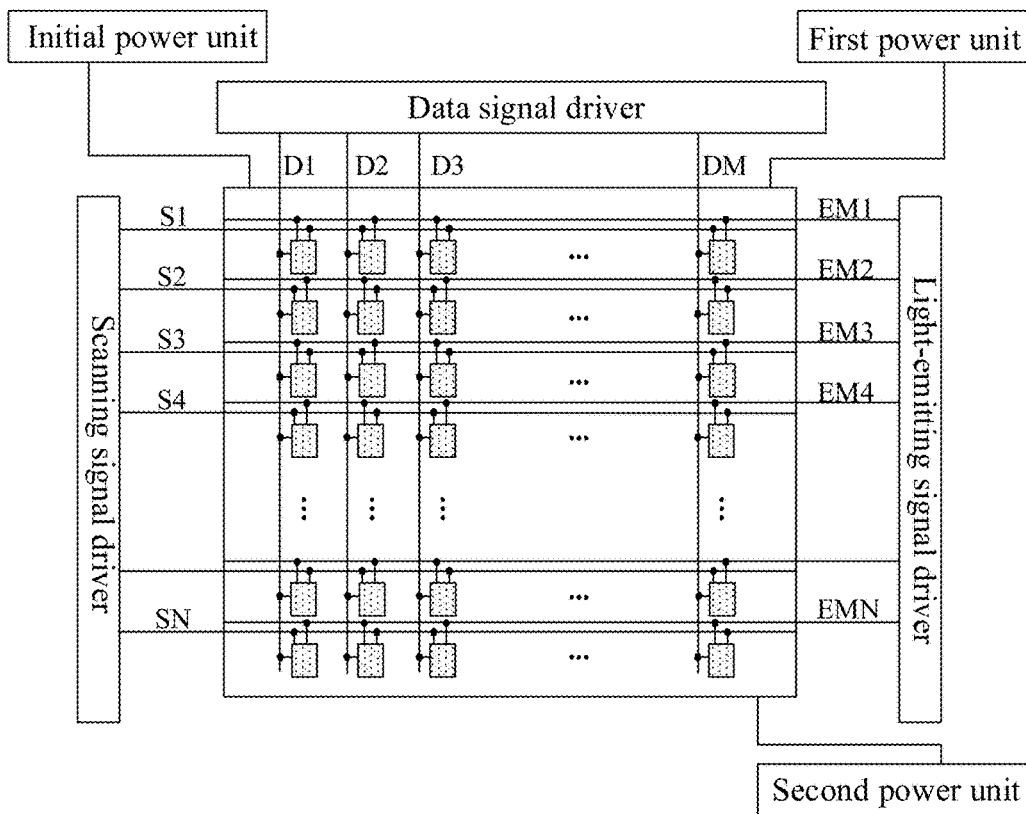 Initial power unit
First power unit
Data signal driver
D1 D2 D3 DM
S1
EM1
S2
EM2
S3
EM3
S4
EM4
SN
EMN
Scanning signal driver
Light-emitting signal driver
Second power unit